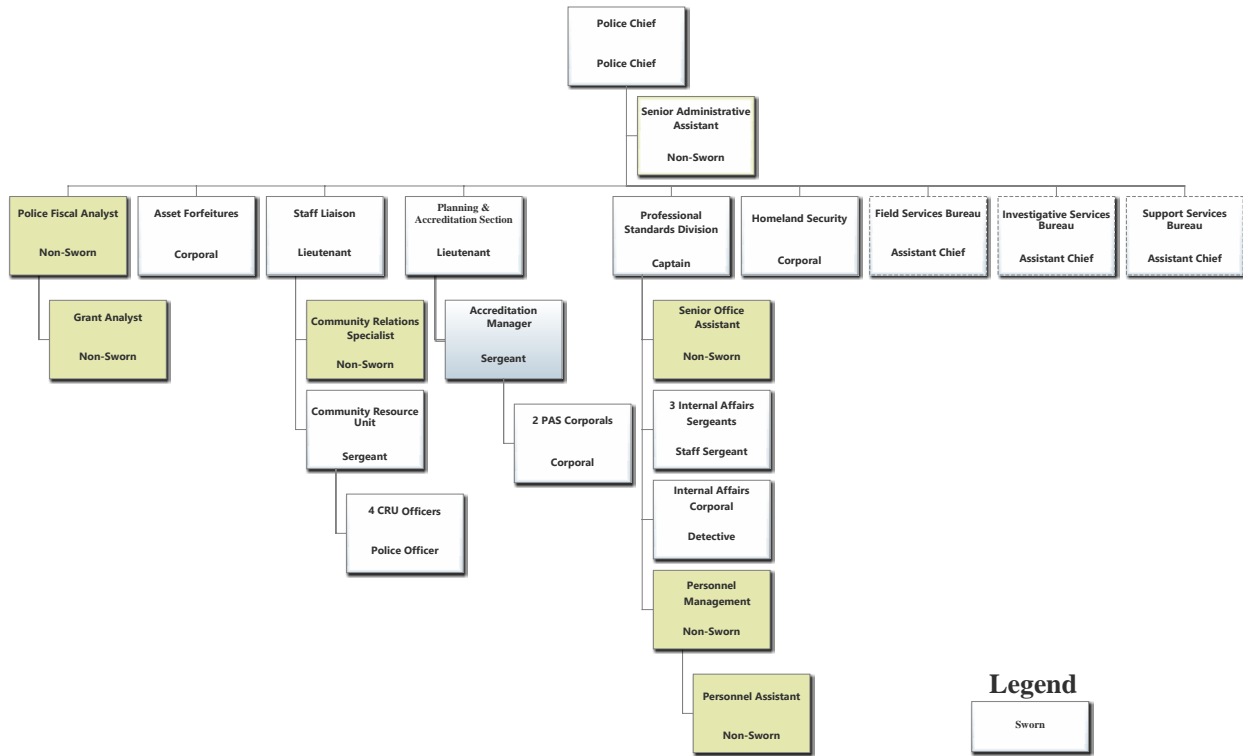 Police Chief
Police Chief
Senior Administrative
Assistant
Non-Sworn
Police Fiscal Analyst
Non-Sworn
Asset Forfeitures
Corporal
Staff Liaison
Lieutenant
Planning &
Accreditation Section
Lieutenant
Professional
Standards Division
Captain
Homeland Security
Corporal
Field Services Bureau
Assistant Chief
Investigative Services
Bureau
Assistant Chief
Support Services
Bureau
Assistant Chief
Grant Analyst
Non-Sworn
Community Relations
Specialist
Non-Sworn
Accreditation
Manager
Sergeant
Senior Office
Assistant
Non-Sworn
Community Resource
Unit
Sergeant
2 PAS Corporals
Corporal
3 Internal Affairs
Sergeants
Staff Sergeant
4 CRU Officers
Police Officer
Internal Affairs
Corporal
Detective
Personnel
Management
Non-Sworn
Personnel Assistant
Non-Sworn
Legend
Sworn